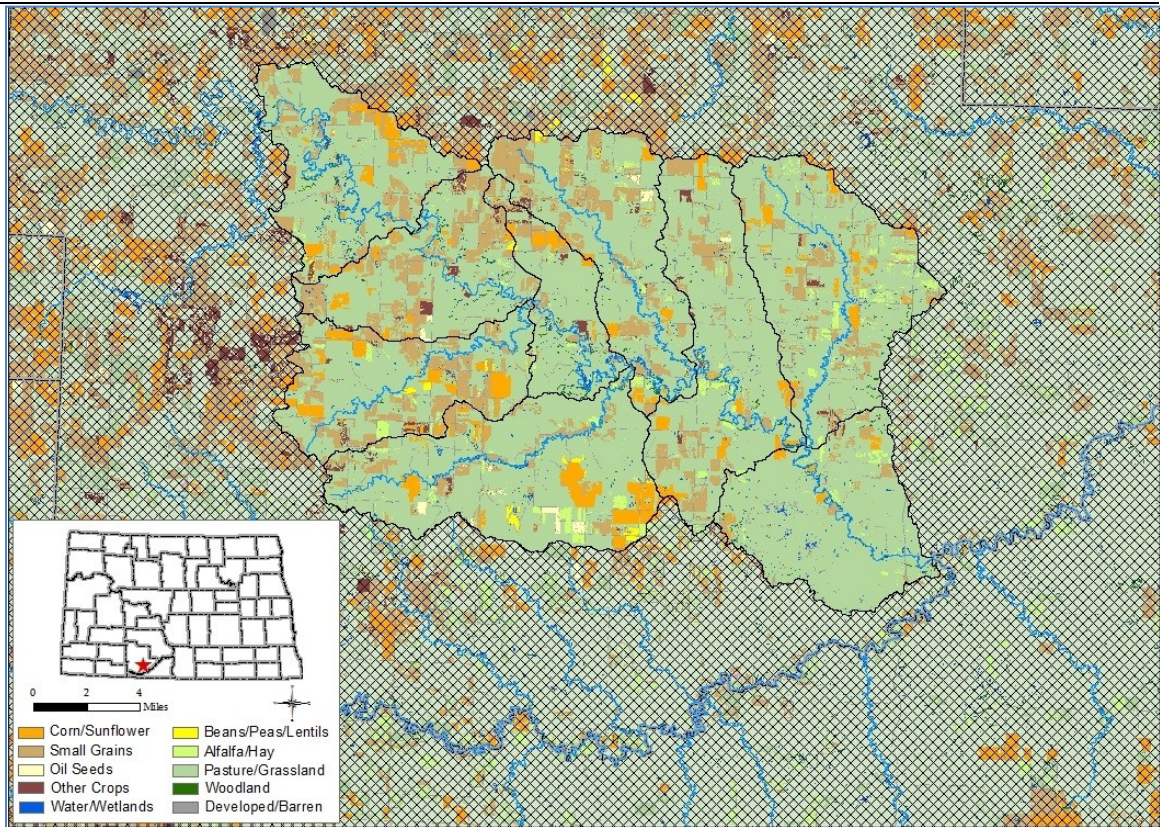 0 2 4
Miles
Corn/Sunflower
Small Grains
Oil Seeds
Other Crops
Water/Wetlands
Beans/Peas/Lentils
Alfalfa/Hay
Pasture/Grassland
Woodland
Developed/Barren